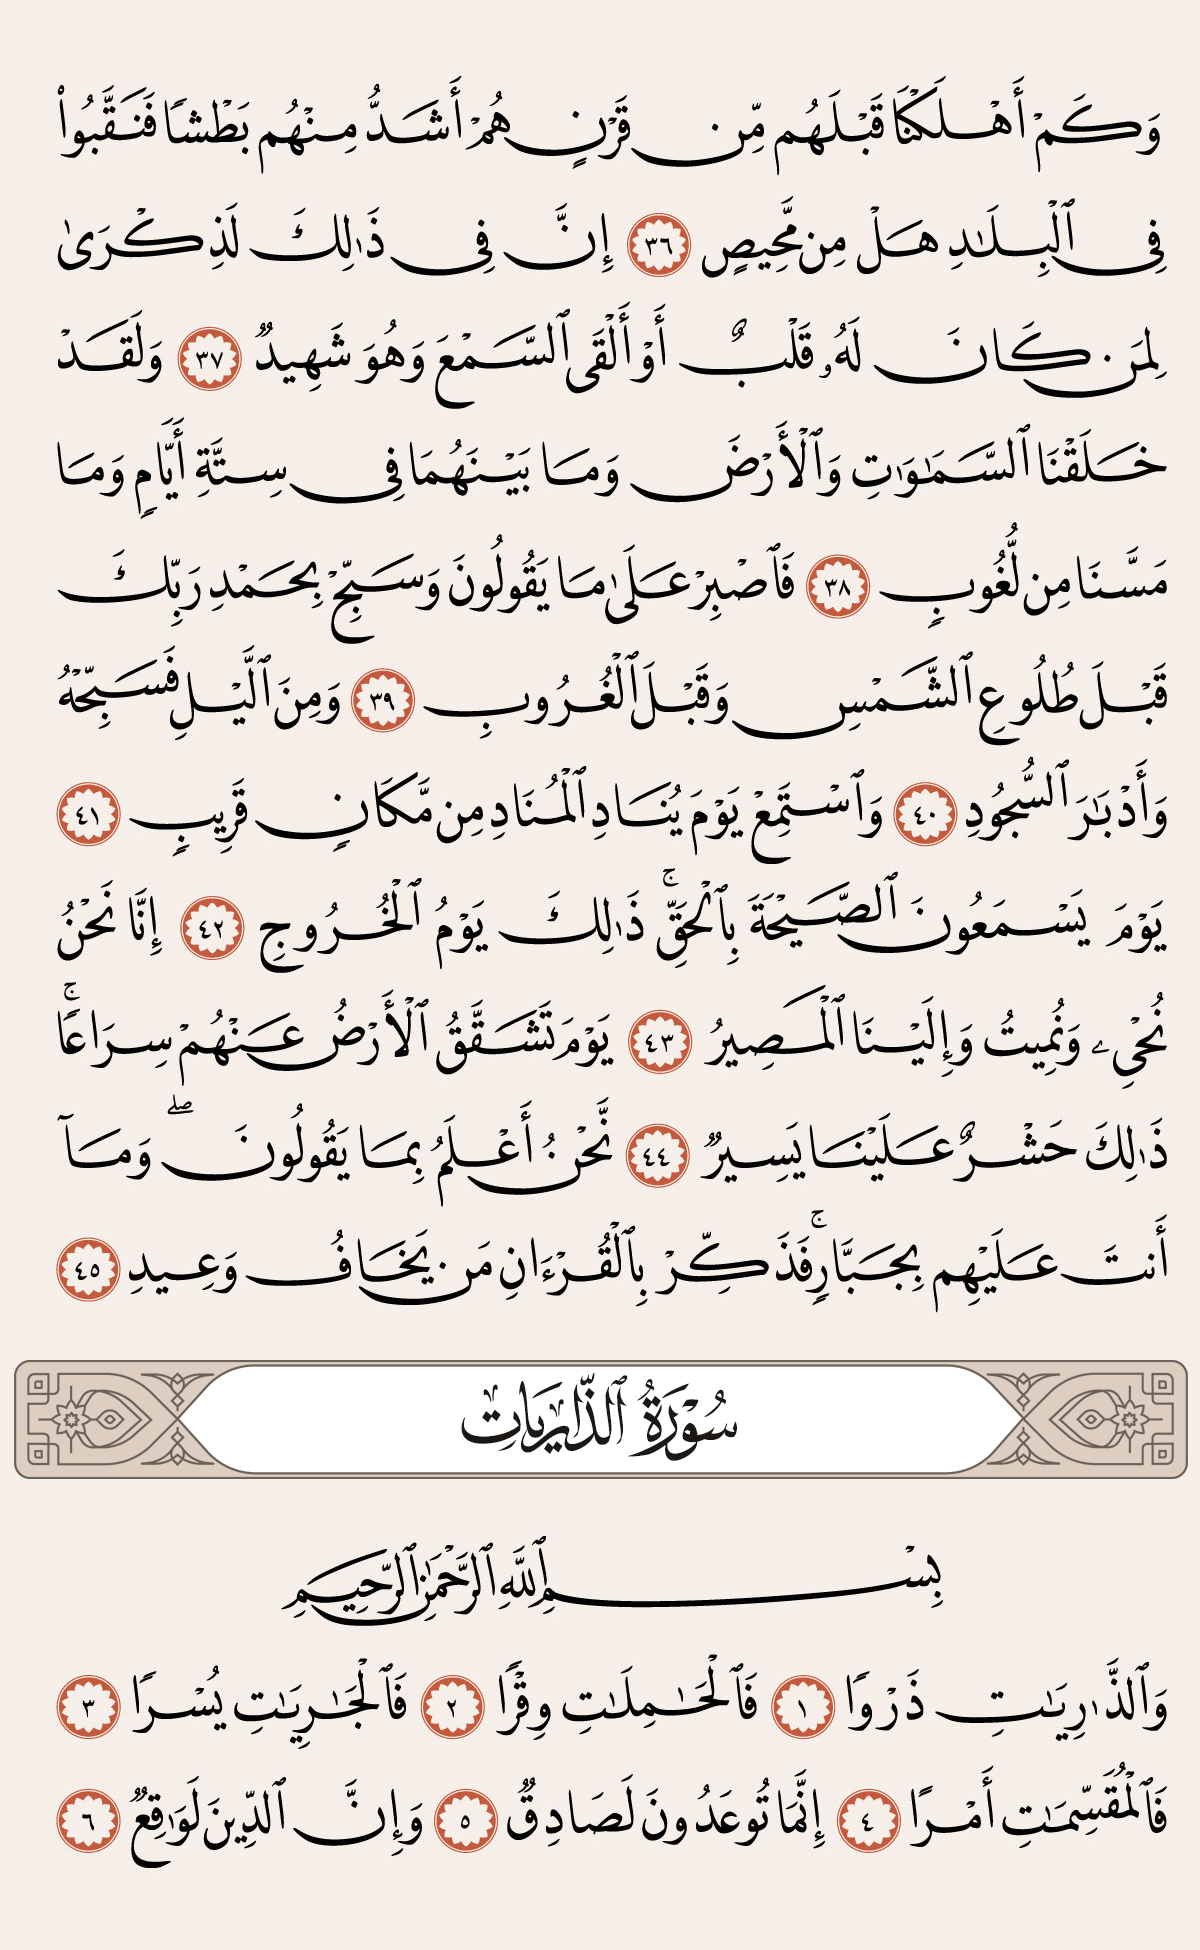 وَكَمْ أَهْلَكْنَا قَبْلَهُم مِّن قَرْنٍ هُمْ أَشَدُّ مِنْهُم بَطْشًا فَنَقَّبُوا۟
فِى ٱلْبِلَـٰدِ هَلْ مِن مَّحِيصٍ ٣٦ إِنَّ فِى ذَٰلِكَ لَذِكْرَىٰ
لِمَن كَانَ لَهُۥ قَلْبٌ أَوْ أَلْقَى ٱلسَّمْعَ وَهُوَ شَهِيدٌ ٣٧ وَلَقَدْ
خَلَقْنَا ٱلسَّمَـٰوَٰتِ وَٱلْأَرْضَ وَمَا بَيْنَهُمَا فِى سِتَّةِ أَيَّامٍ وَمَا
مَسَّنَا مِن لُّغُوبٍ ٣٨ فَٱصْبِرْ عَلَىٰ مَا يَقُولُونَ وَسَبِّحْ بِحَمْدِ رَبِّكَ
قَبْلَ طُلُوعِ ٱلشَّمْسِ وَقَبْلَ ٱلْغُرُوبِ ٣٩ وَمِنَ ٱلَّيْلِ فَسَبِّحْهُ
وَأَدْبَـٰرَ ٱلسُّجُودِ ٤٠ وَٱسْتَمِعْ يَوْمَ يُنَادِ ٱلْمُنَادِ مِن مَّكَانٍ قَرِيبٍ ٤١
يَوْمَ يَسْمَعُونَ ٱلصَّيْحَةَ بِٱلْحَقِّ ۚ ذَٰلِكَ يَوْمُ ٱلْخُرُوجِ ٤٢ إِنَّا نَحْنُ
نُحْىِۦ وَنُمِيتُ وَإِلَيْنَا ٱلْمَصِيرُ ٤٣ يَوْمَ تَشَقَّقُ ٱلْأَرْضُ عَنْهُمْ سِرَاعًا ۚ
ذَٰلِكَ حَشْرٌ عَلَيْنَا يَسِيرٌ ٤٤ نَّحْنُ أَعْلَمُ بِمَا يَقُولُونَ ۖ وَمَآ
أَنتَ عَلَيْهِم بِجَبَّارٍ ۚ فَذَكِّرْ بِٱلْقُرْءَانِ مَن يَخَافُ وَعِيدِ ٤٥
سُورَةُ ٱلذَّارِيَاتِ
بِسْمِ ٱللَّهِ ٱلرَّحْمَـٰنِ ٱلرَّحِيمِ
وَٱلذَّٰرِيَـٰتِ ذَرْوًا ١ فَٱلْحَـٰمِلَـٰتِ وِقْرًا ٢ فَٱلْجَـٰرِيَـٰتِ يُسْرًا ٣
فَٱلْمُقَسِّمَـٰتِ أَمْرًا ٤ إِنَّمَا تُوعَدُونَ لَصَادِقٌ ٥ وَإِنَّ ٱلدِّينَ لَوَٰقِعٌ ٦